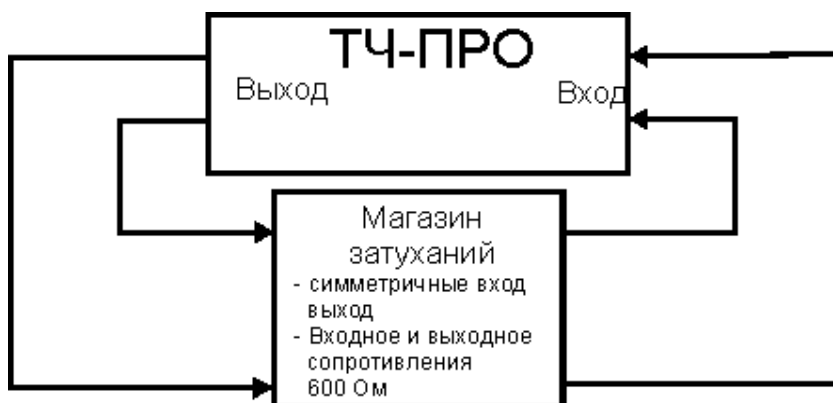 ТЧ-ПРО
Выход
Вход
Магазин
затуханий
- симметричные вход
выход
- Входное и выходное
сопротивления
600 Ом